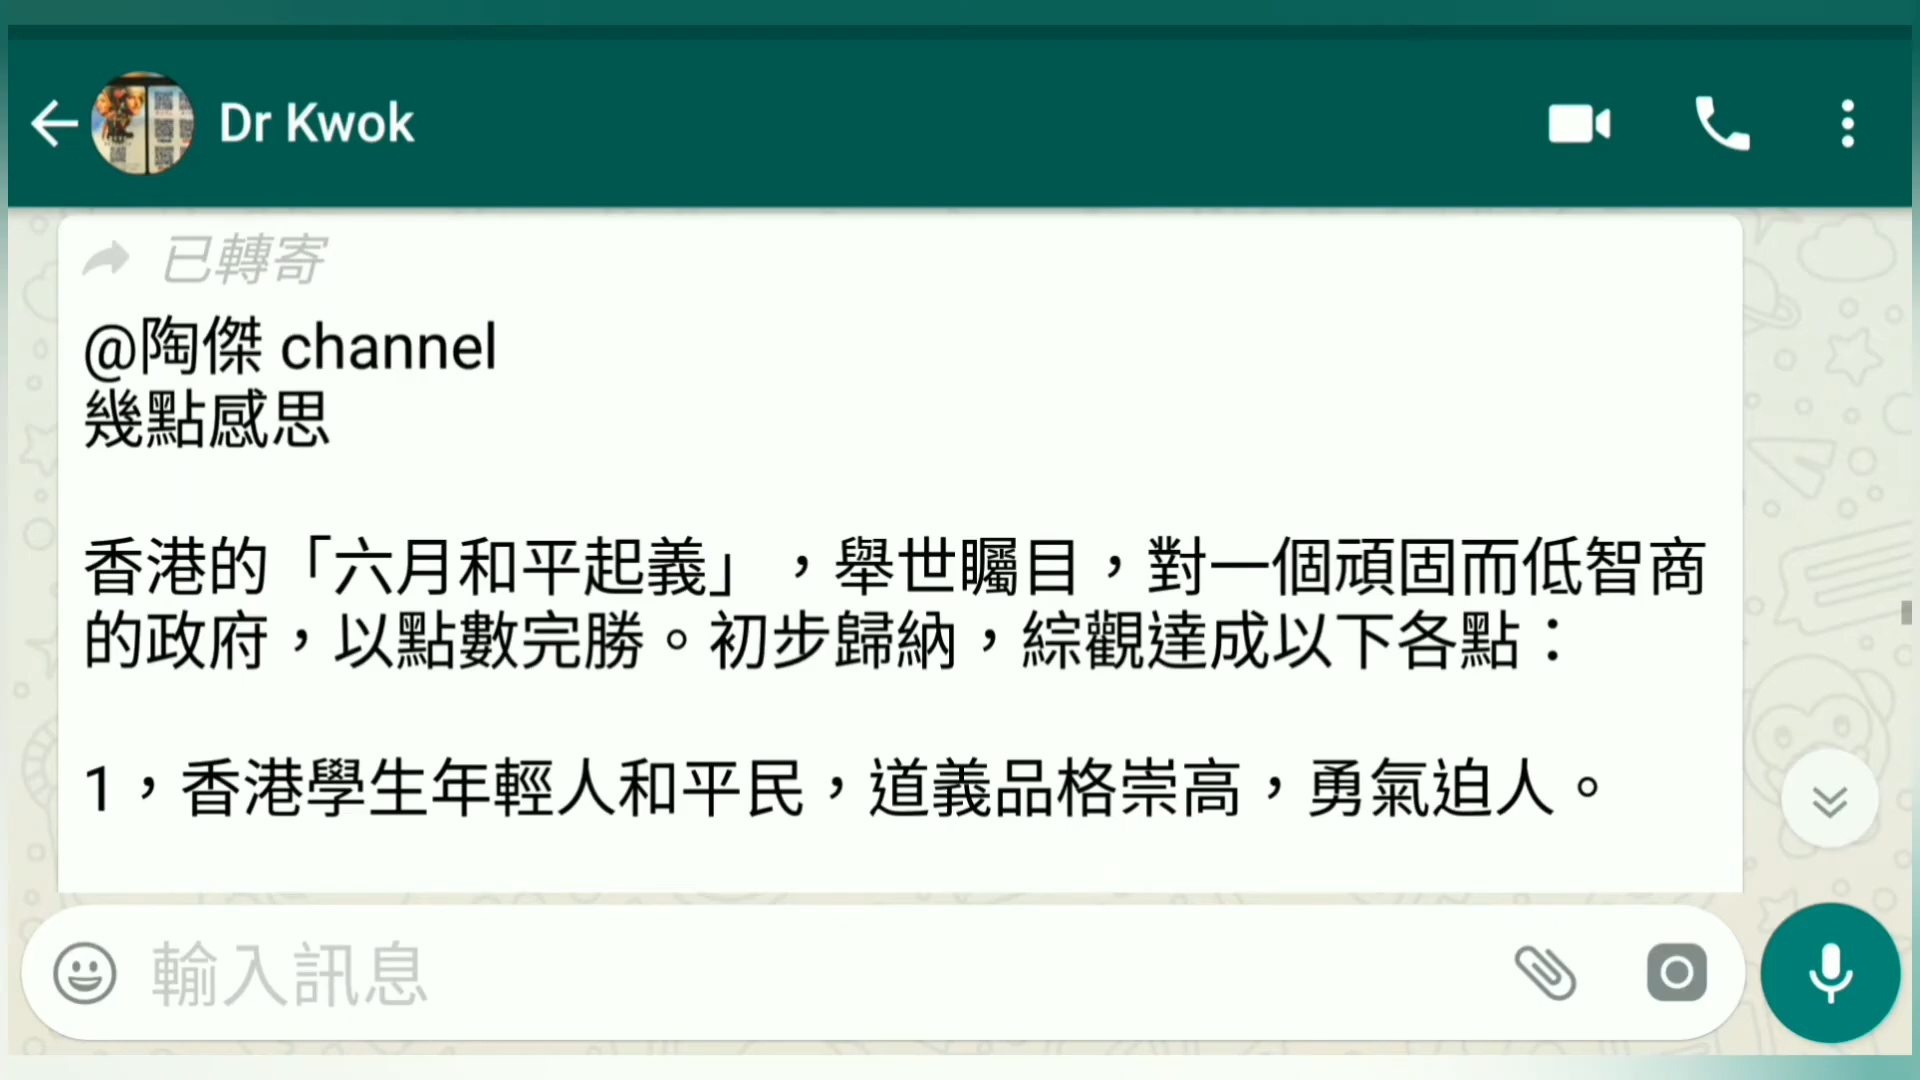 Dr Kwok
已轉寄
@陶傑 channel
幾點感思
香港的「六月和平起義」，舉世矚目，對一個頑固而低智商
的政府，以點數完勝。初步歸納，綜觀達成以下各點：
1，香港學生年輕人和平民，道義品格崇高，勇氣迫人。
輸入訊息